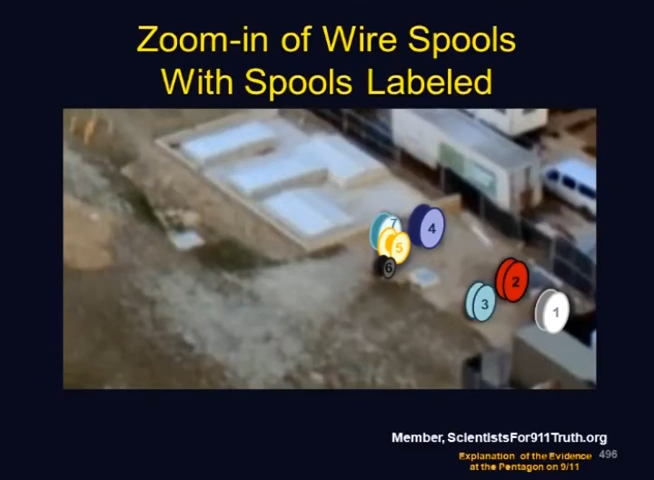 Zoom-in of Wire Spools
With Spools Labeled
7
4
5
6
2
3
1
Member, ScientistsFor911Truth.org
Explanation of the Evidence 496
at the Pentagon on 9/11